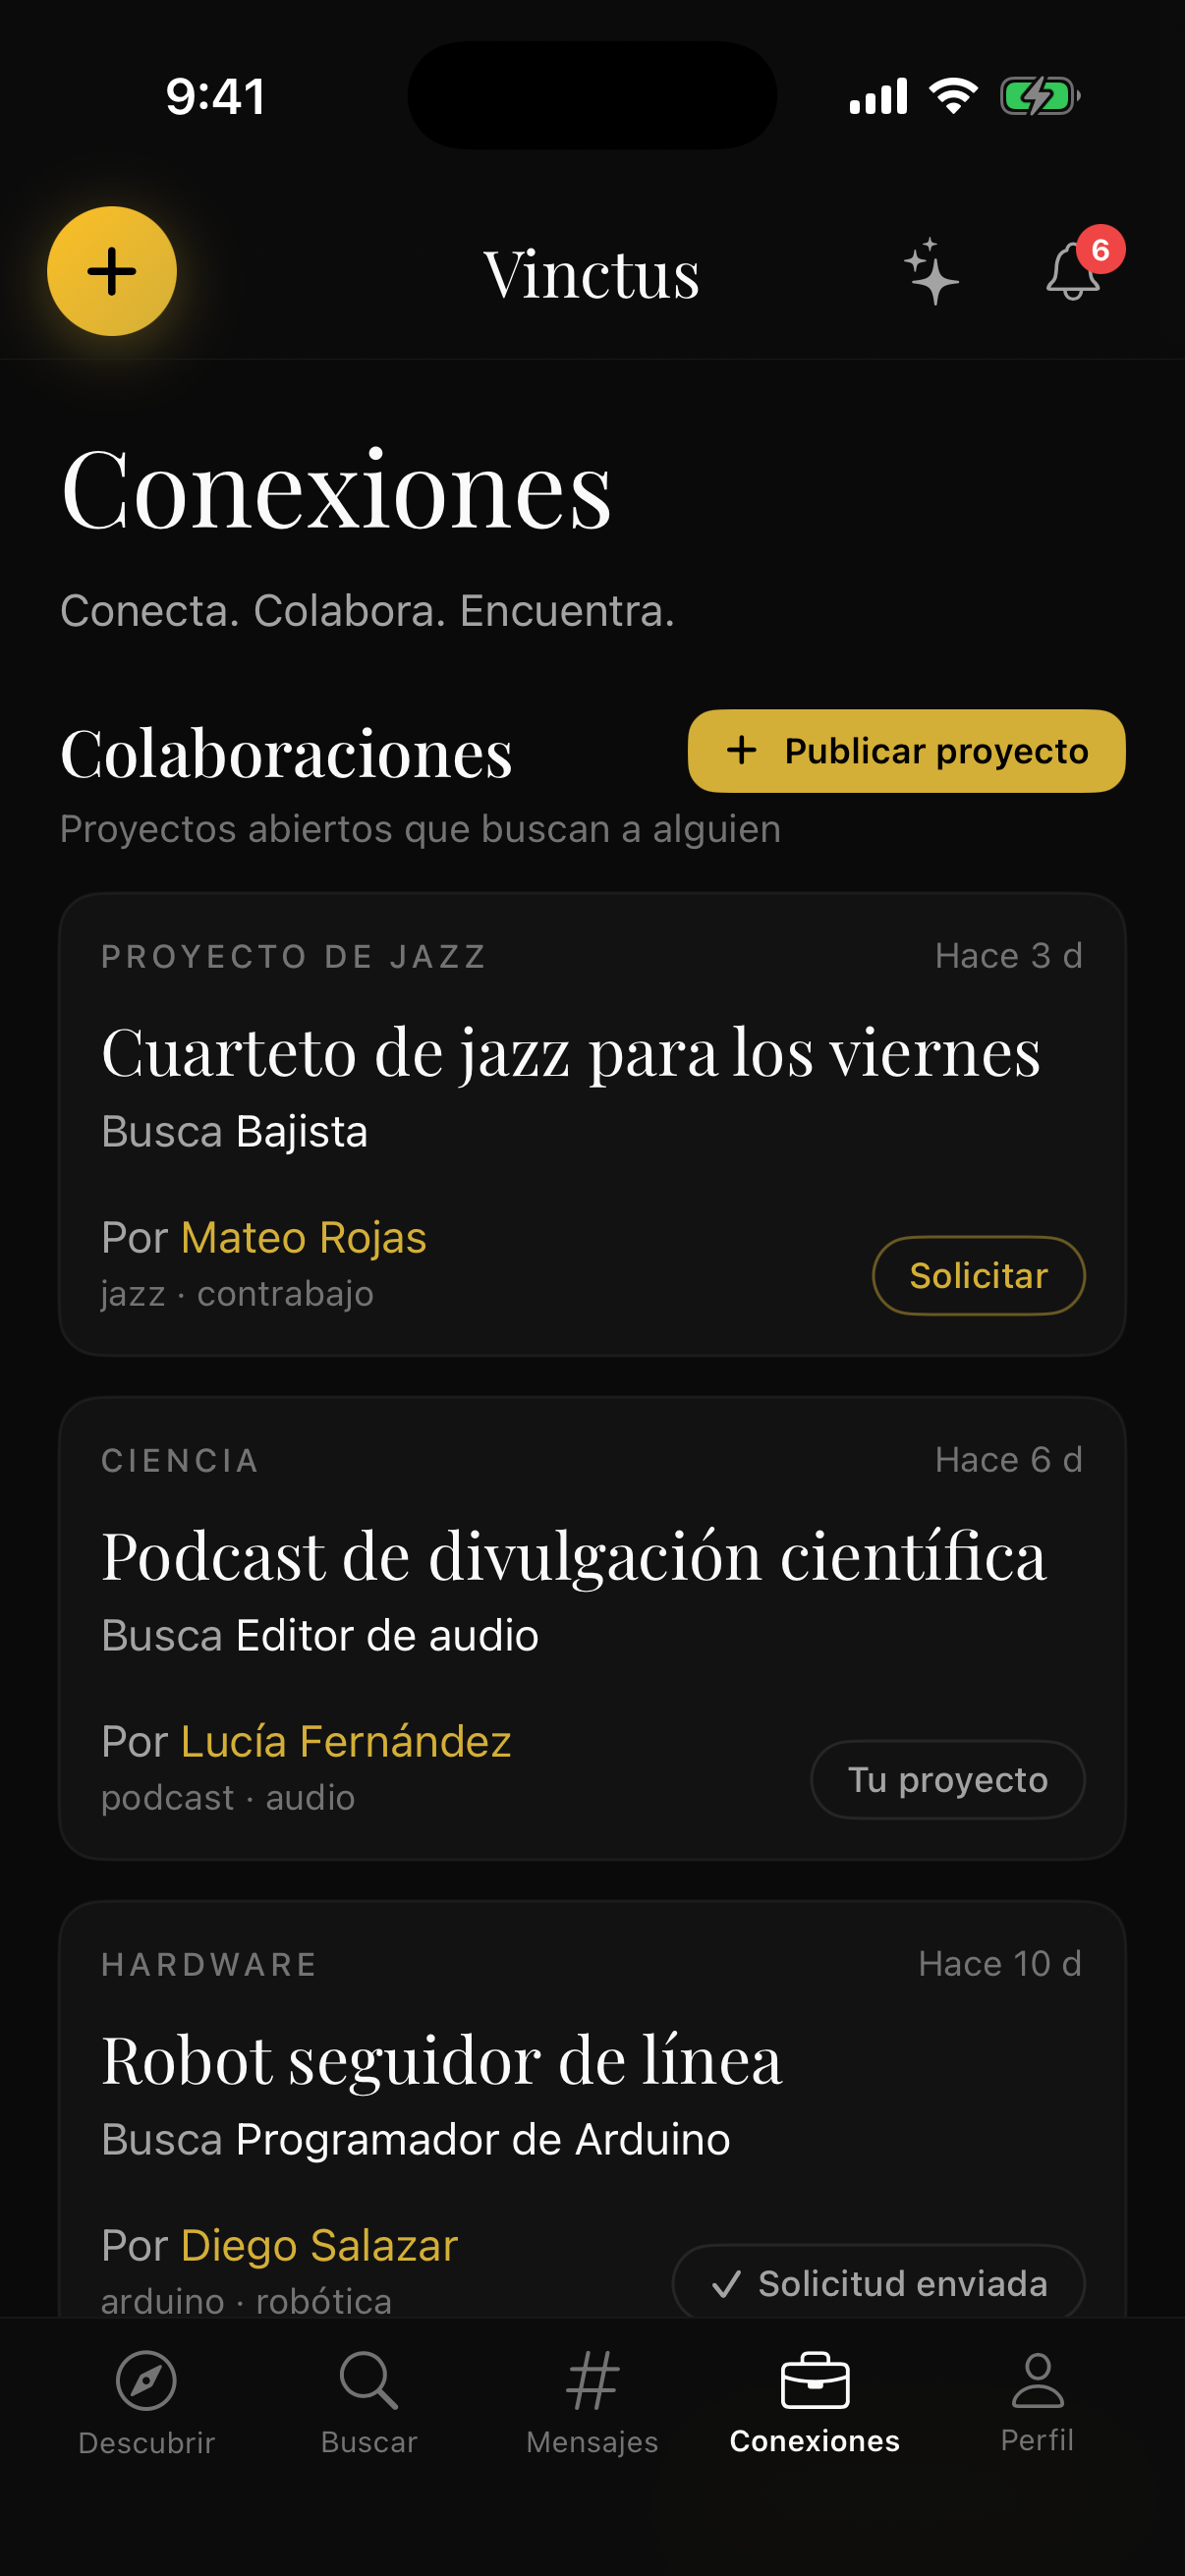 9:41
Vinctus
6
Conexiones
Conecta. Colabora. Encuentra.
Colaboraciones
+ Publicar proyecto
Proyectos abiertos que buscan a alguien
PROYECTO DE JAZZ
Hace 3 d
Cuarteto de jazz para los viernes
Busca Bajista
Por Mateo Rojas
jazz · contrabajo
Solicitar
CIENCIA
Hace 6 d
Podcast de divulgación científica
Busca Editor de audio
Por Lucía Fernández
podcast · audio
Tu proyecto
HARDWARE
Hace 10 d
Robot seguidor de línea
Busca Programador de Arduino
Por Diego Salazar
arduino · robótica
✓ Solicitud enviada
Descubrir
Buscar
Mensajes
Conexiones
Perfil